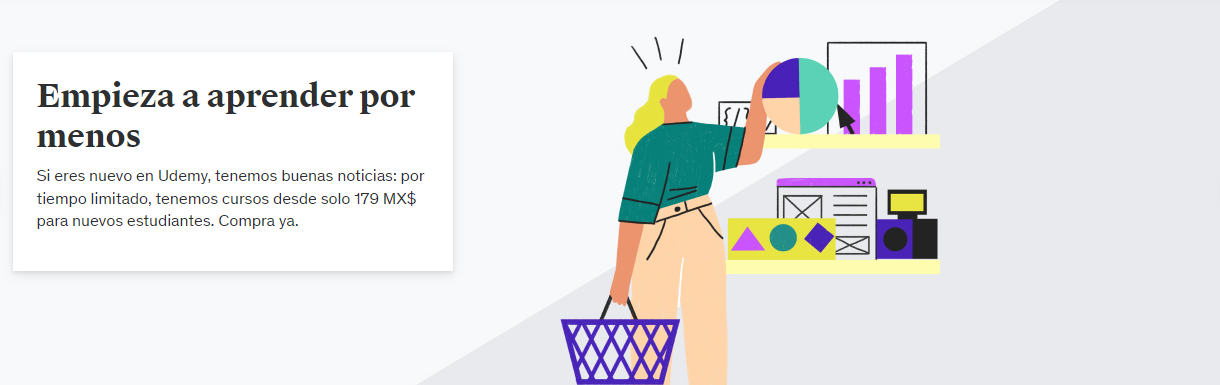 Empieza a aprender por
menos
Si eres nuevo en Udemy, tenemos buenas noticias: por
tiempo limitado, tenemos cursos desde solo 179 MX$
para nuevos estudiantes. Compra ya.